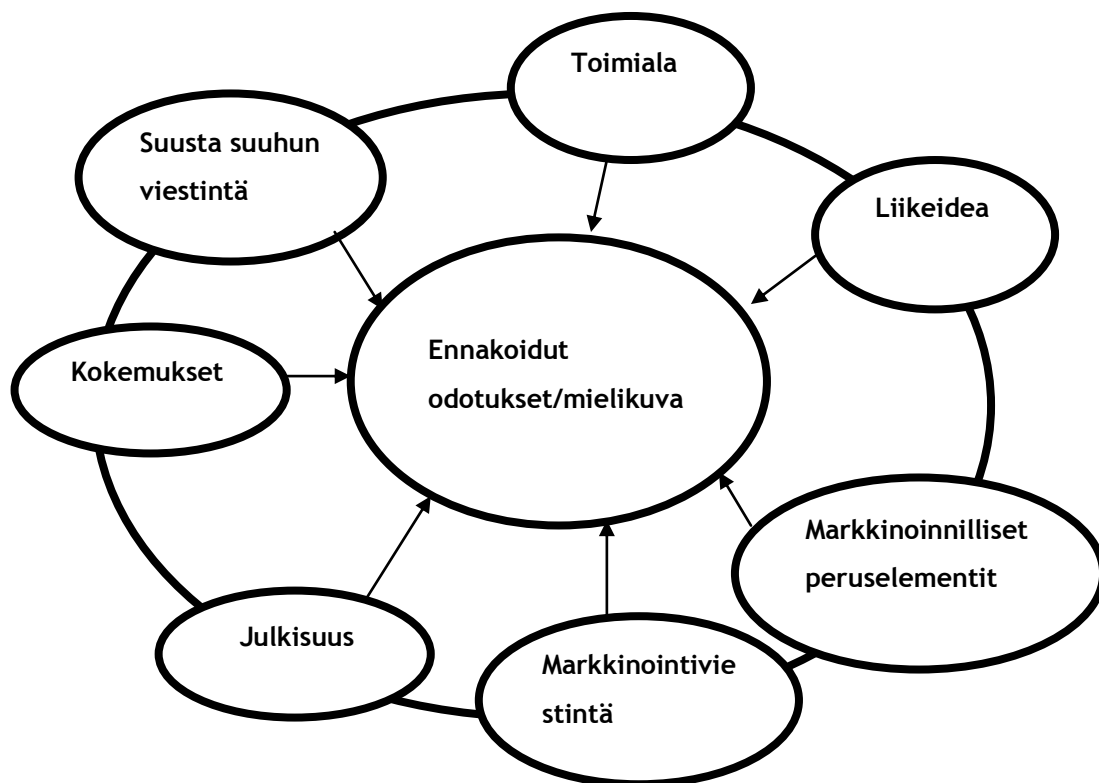 Toimiala
Suusta suuhun
viestintä
Liikeidea
Ennakoidut
odotukset/mielikuva
Kokemukset
Markkinoinnilliset
peruselementit
Julkisuus
Markkinointivie
stintä